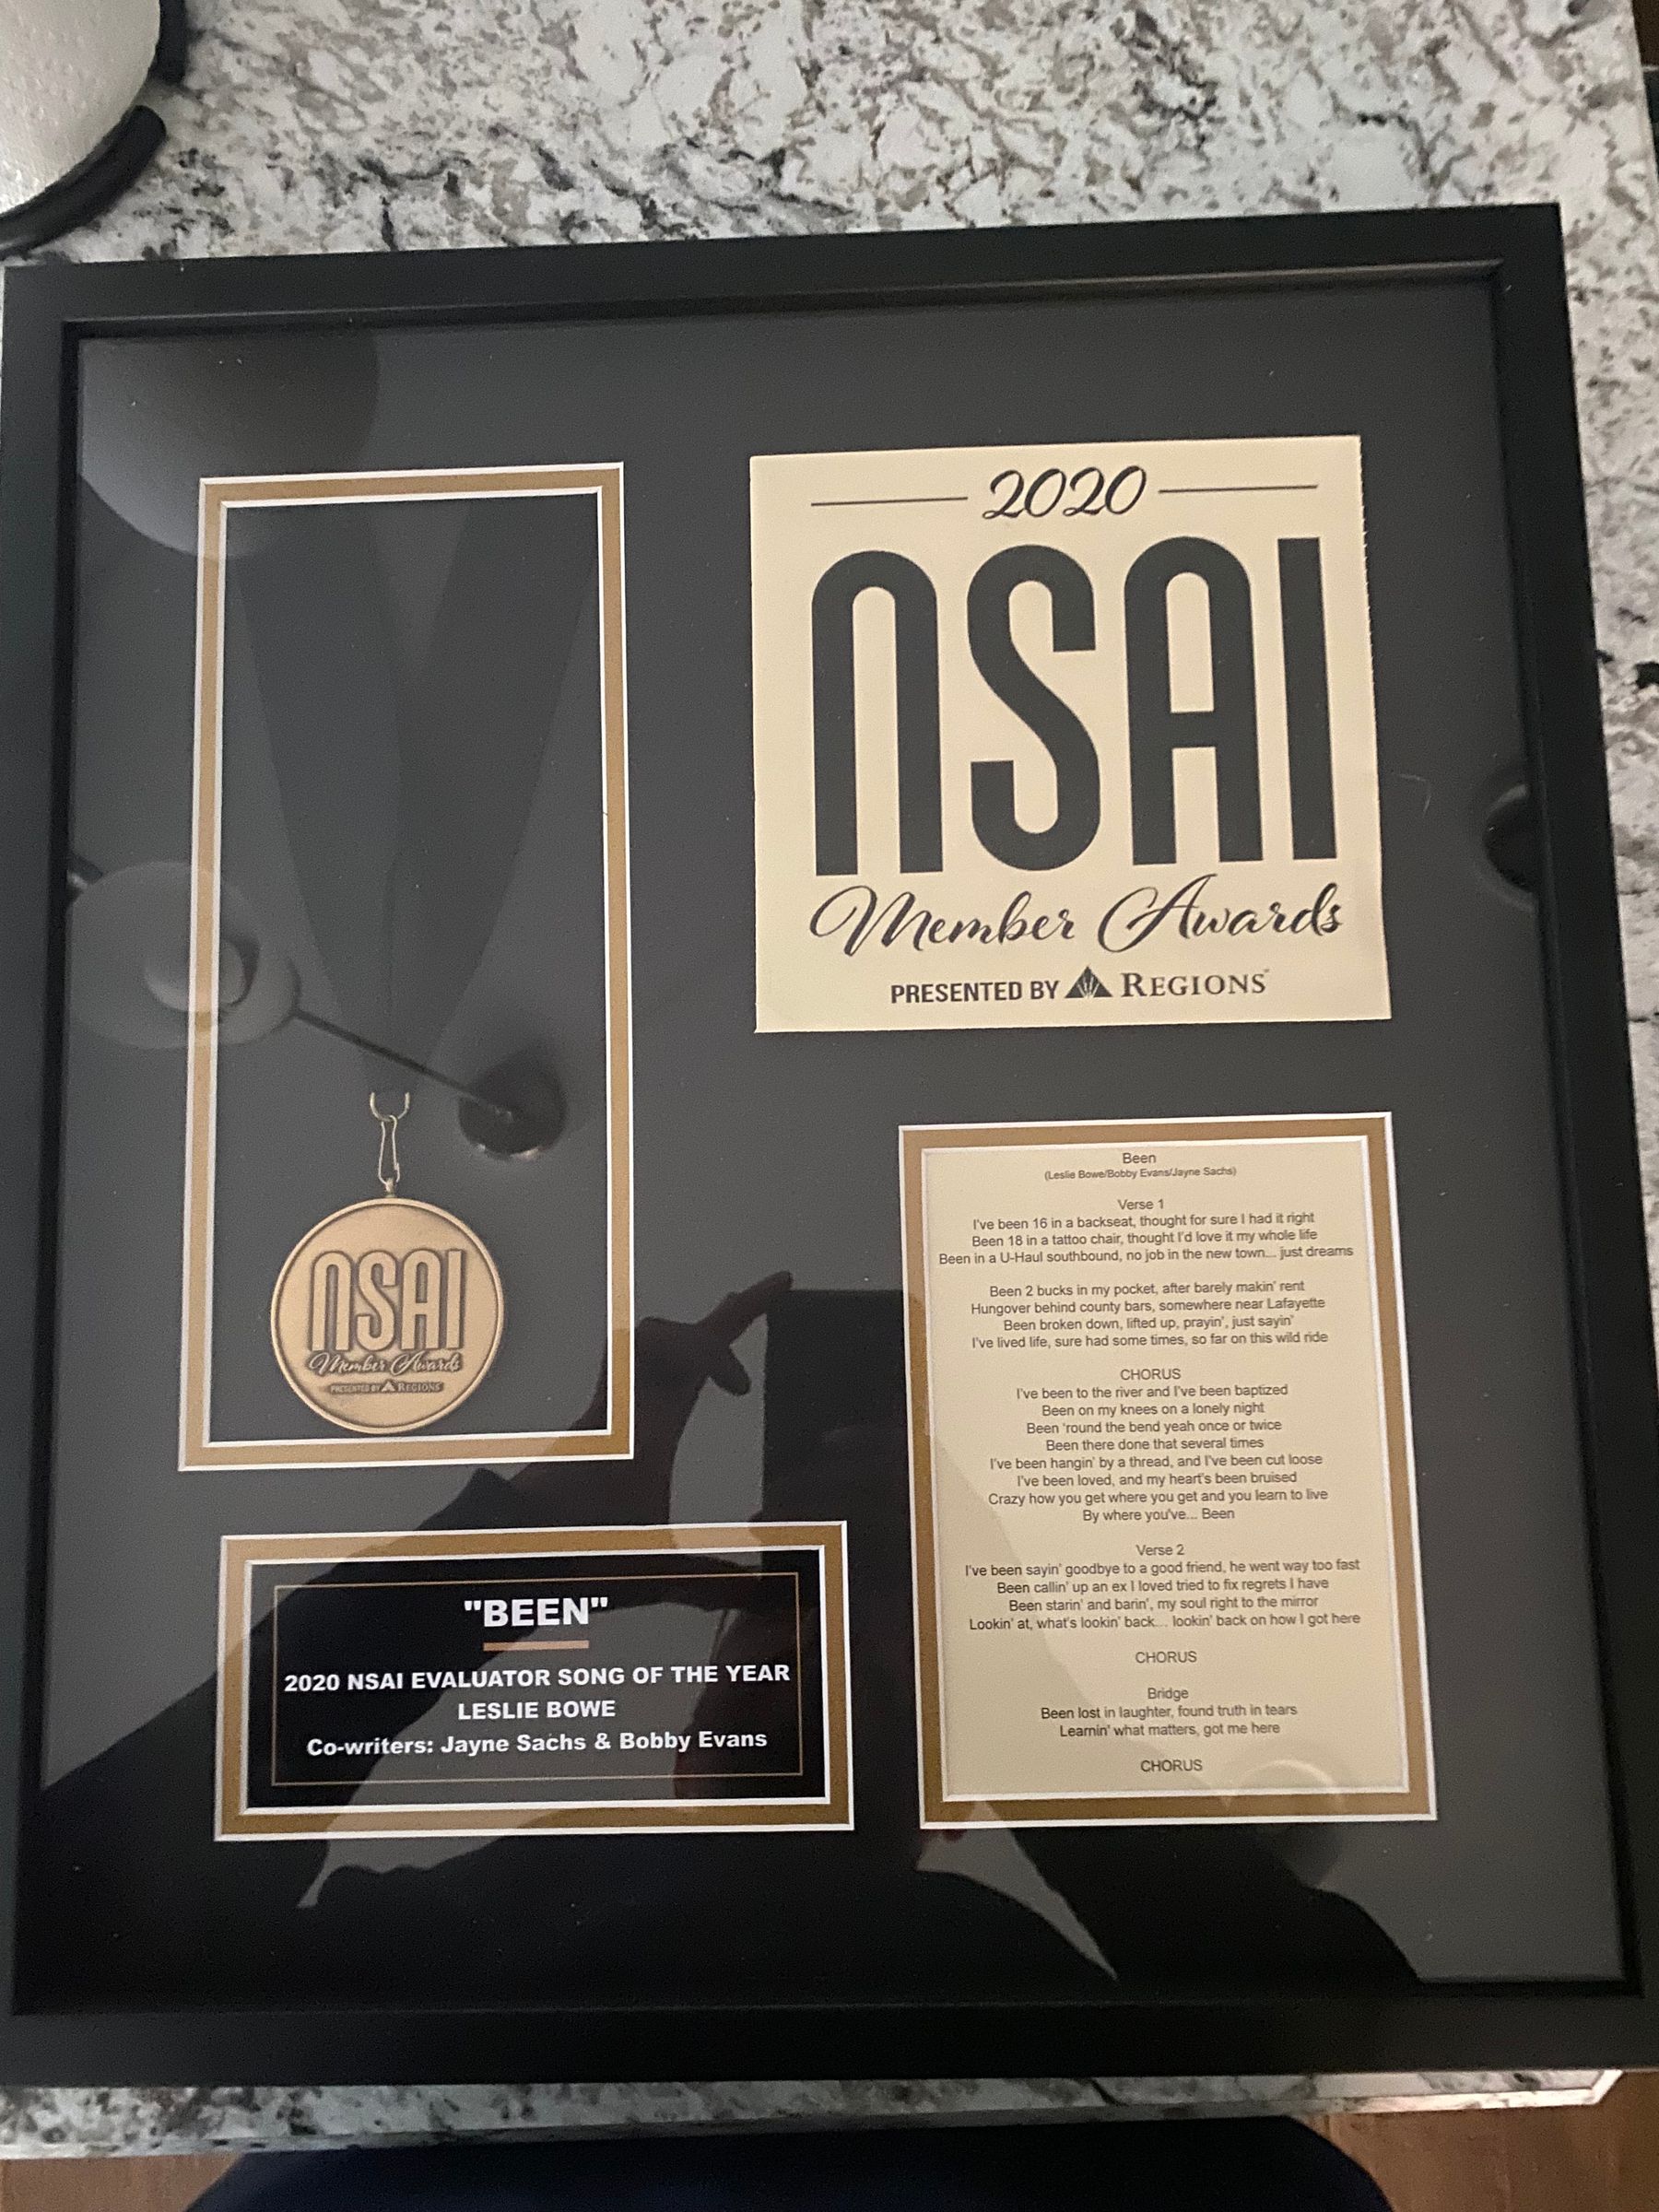 2020
NSAI
Member Awards
PRESENTED BY REGIONS
NSAI
Member Awards
PRESENTED BY REGIONS
"BEEN"
2020 NSAI EVALUATOR SONG OF THE YEAR
LESLIE BOWE
Co-writers: Jayne Sachs & Bobby Evans
Been
(Leslie Bowe/Bobby Evans/Jayne Sachs)
Verse 1
I've been 16 in a backseat, thought for sure I had it right
Been 18 in a tattoo chair, thought I'd love it my whole life
Been in a U-Haul southbound, no job in the new town... just dreams
Been 2 bucks in my pocket, after barely makin' rent
Hungover behind county bars, somewhere near Lafayette
Been broken down, lifted up, prayin', just sayin'
I've lived life, sure had some times, so far on this wild ride
CHORUS
I've been to the river and I've been baptized
Been on my knees on a lonely night
Been 'round the bend yeah once or twice
Been there done that several times
I've been hangin' by a thread, and I've been cut loose
I've been loved, and my heart's been bruised
Crazy how you get where you get and you learn to live
By where you've... Been
Verse 2
I've been sayin' goodbye to a good friend, he went way too fast
Been callin' up an ex I loved tried to fix regrets I have
Been starin' and barin', my soul right to the mirror
Lookin' at, what's lookin' back... lookin' back on how I got here
CHORUS
Bridge
Been lost in laughter, found truth in tears
Learnin' what matters, got me here
CHORUS